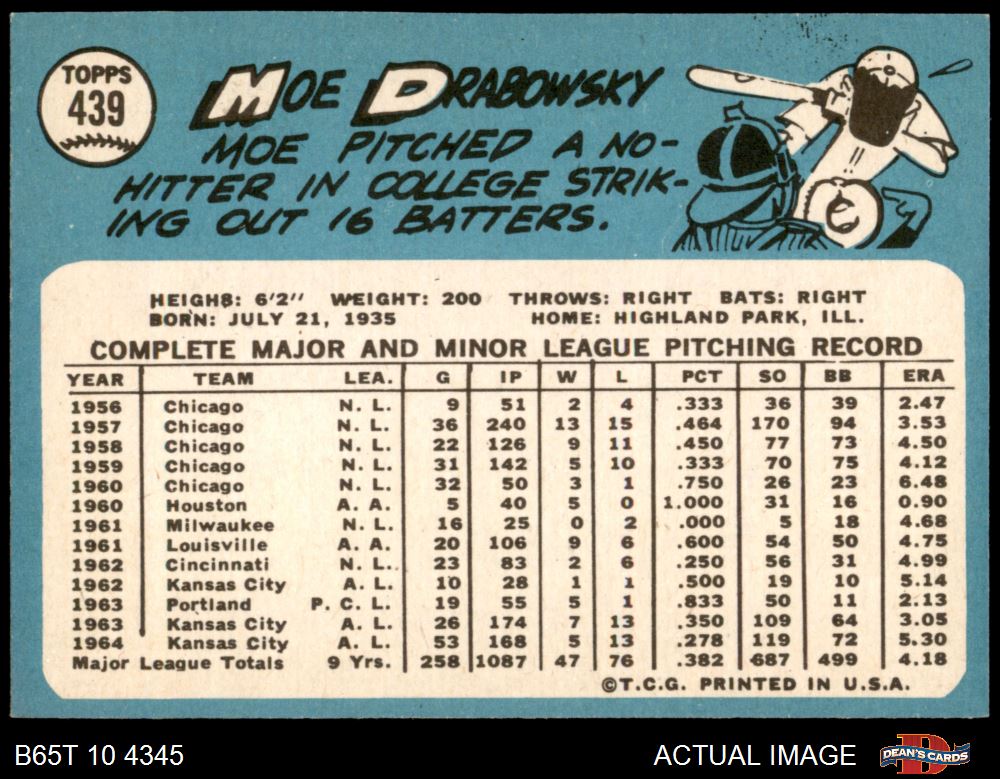 TOPPS
439
MOE DRABOWSKY
MOE PITCHED A NO-
HITTER IN COLLEGE STRIK-
ING OUT 16 BATTERS.
HEIGH8: 6'2" WEIGHT: 200 THROWS: RIGHT BATS: RIGHT
BORN: JULY 21, 1935 HOME: HIGHLAND PARK, ILL.
COMPLETE MAJOR AND MINOR LEAGUE PITCHING RECORD
YEAR TEAM LEA. G IP W L PCT SO BB ERA
1956 Chicago N. L. 9 51 2 4 .333 36 39 2.47
1957 Chicago N. L. 36 240 13 15 .464 170 94 3.53
1958 Chicago N. L. 22 126 9 11 .450 77 73 4.50
1959 Chicago N. L. 31 142 5 10 .333 70 75 4.12
1960 Chicago N. L. 32 50 3 1 .750 26 23 6.48
1960 Houston A. A. 5 40 5 0 1.000 31 16 0.90
1961 Milwaukee N. L. 16 25 0 2 .000 5 18 4.68
1961 Louisville A. A. 20 106 9 6 .600 54 50 4.75
1962 Cincinnati N. L. 23 83 2 6 .250 56 31 4.99
1962 Kansas City A. L. 10 28 1 1 .500 19 10 5.14
1963 Portland P. C. L. 19 55 5 1 .833 50 11 2.13
1963 Kansas City A. L. 26 174 7 13 .350 109 64 3.05
1964 Kansas City A. L. 53 168 5 13 .278 119 72 5.30
Major League Totals 9 Yrs. 258 1087 47 76 .382 687 499 4.18
©T.C.G. PRINTED IN U.S.A.
B65T 10 4345 ACTUAL IMAGE DEAN'S CARDS